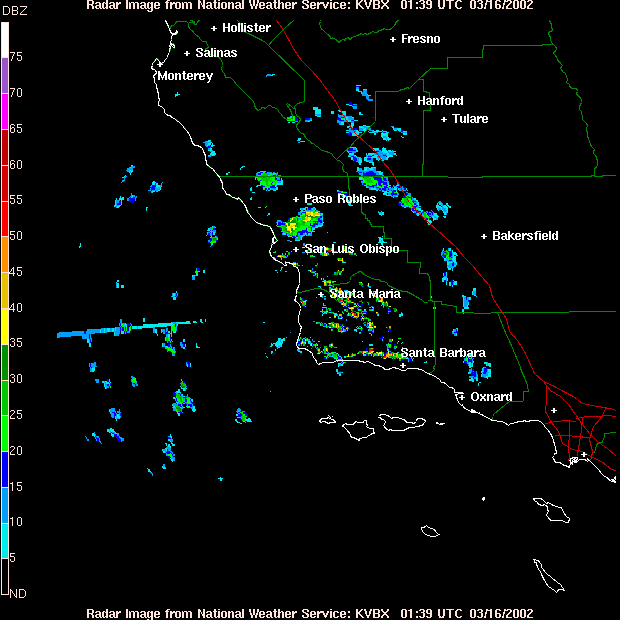 Radar Image from National Weather Service: KVBX 01:39 UTC 03/16/2002
DBZ
Hollister
Fresno
Salinas
75
Monterey
70
Hanford
Tulare
65
60
55
Paso Robles
50
Bakersfield
San Luis Obispo
45
Santa Maria
40
35
Santa Barbara
30
Oxnard
25
20
15
10
5
ND
Radar Image from National Weather Service: KVBX 01:39 UTC 03/16/2002